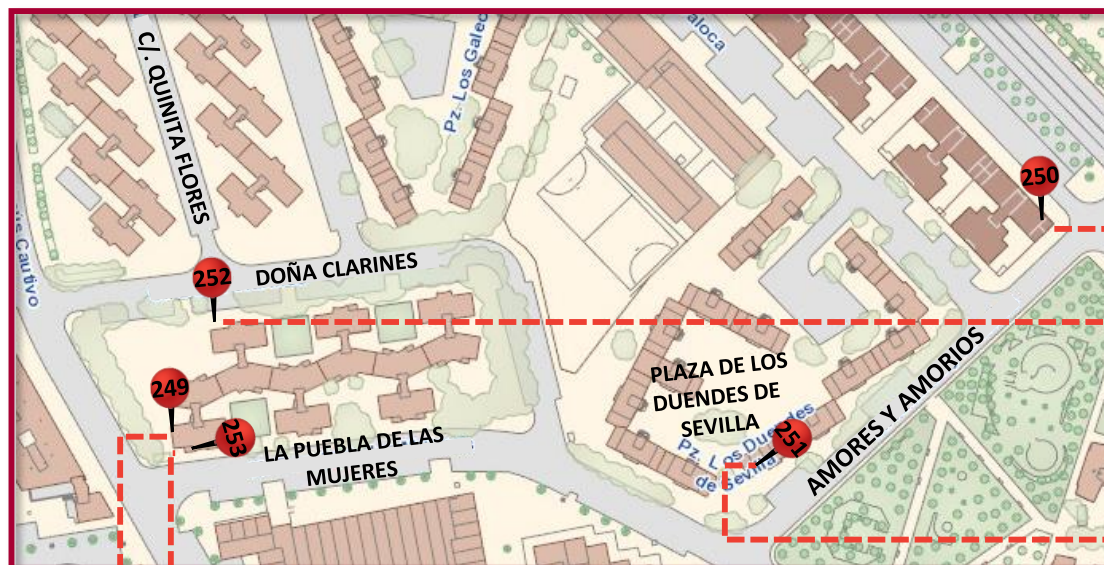 C/. QUINITA FLORES
Pz. Los Galeo
aloca
250
us Cautivo
252
DOÑA CLARINES
249
253
LA PUEBLA DE LAS
MUJERES
PLAZA DE LOS
DUENDES DE
SEVILLA
Pz. Los Duendes
de Sevilla
251
AMORES Y AMORIOS